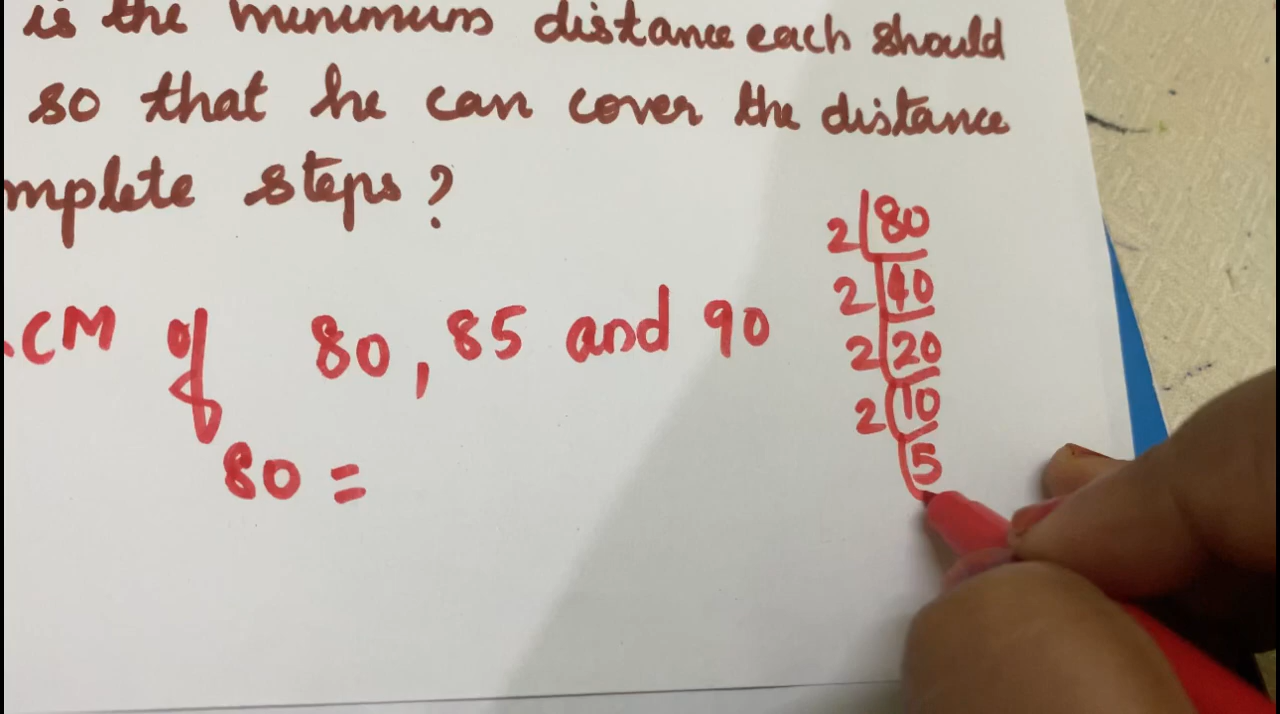 is the minimum distance each should
so that he can cover the distance
mplete steps?
.CM of 80, 85 and 90
80 =
2 80
2 40
2 20
2 10
5